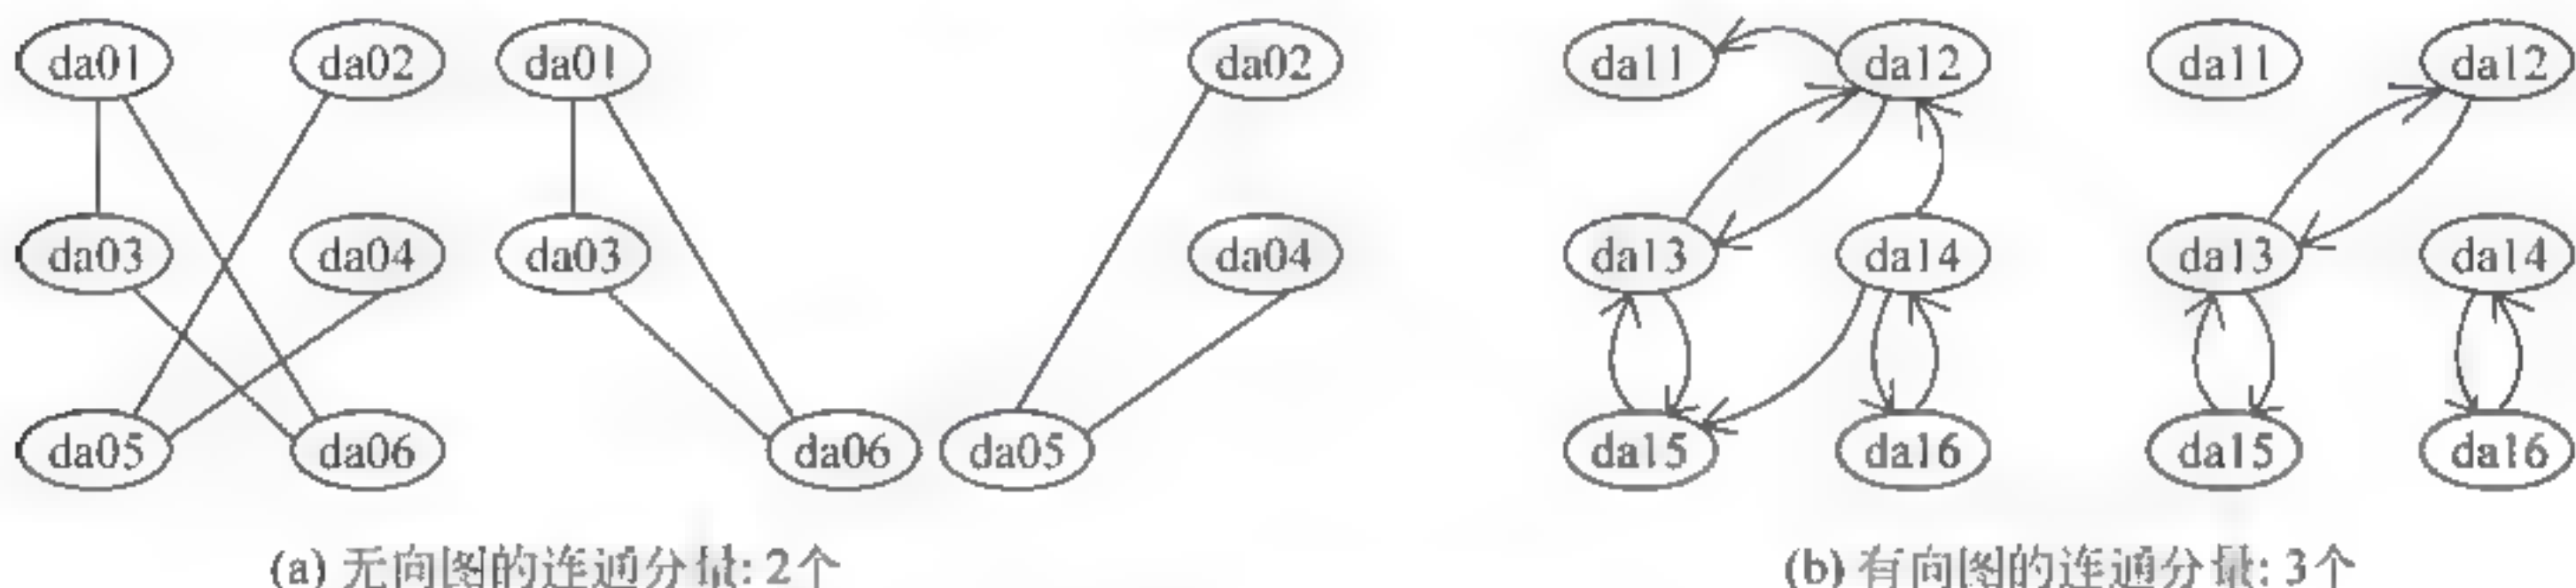 da01 da02 da01 da02 da11 da12 da11 da12
da03 da04 da03 da04 da13 da14 da13 da14
da05 da06 da06 da05 da15 da16 da15 da16
(a) 无向图的连通分量: 2个 (b) 有向图的连通分量: 3个